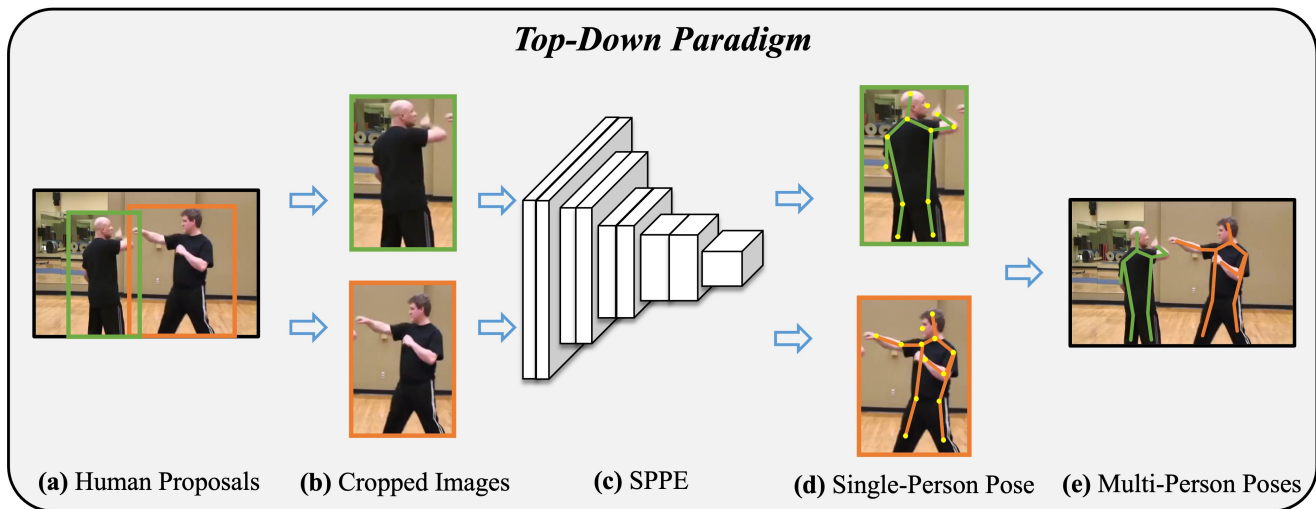 Top-Down Paradigm
(a) Human Proposals
(b) Cropped Images
(c) SPPE
(d) Single-Person Pose
(e) Multi-Person Poses